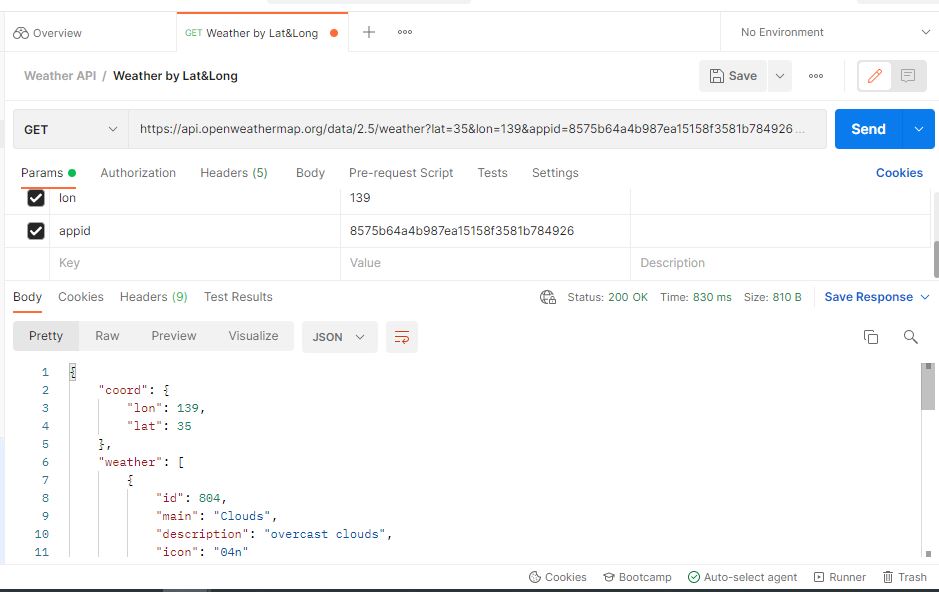 Overview GET Weather by Lat&Long No Environment
Weather API / Weather by Lat&Long Save
GET https://api.openweathermap.org/data/2.5/weather?lat=35&lon=139&appid=8575b64a4b987ea15158f3581b784926... Send
Params Authorization Headers (5) Body Pre-request Script Tests Settings Cookies
lon 139
appid 8575b64a4b987ea15158f3581b784926
Key Value Description
Body Cookies Headers (9) Test Results Status: 200 OK Time: 830 ms Size: 810 B Save Response
Pretty Raw Preview Visualize JSON
1 {
2 "coord": {
3 "lon": 139,
4 "lat": 35
5 },
6 "weather": [
7 {
8 "id": 804,
9 "main": "Clouds",
10 "description": "overcast clouds",
11 "icon": "04n"
Cookies Bootcamp Auto-select agent Runner Trash